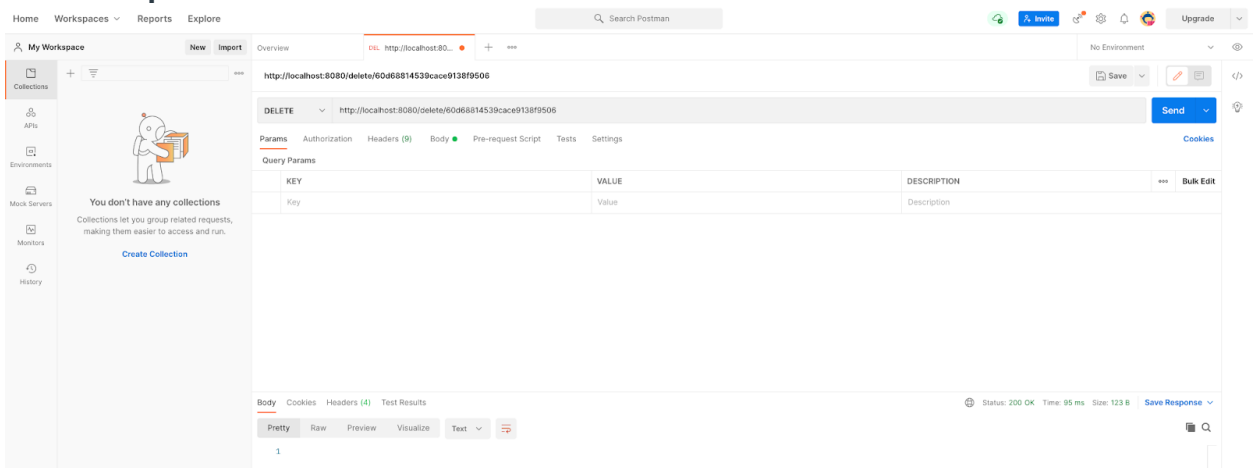 Home Workspaces Reports Explore Search Postman Invite Upgrade
My Workspace New Import Overview DEL http://localhost:80... No Environment
Collections
APIs
Environments
Mock Servers
Monitors
History
You don't have any collections
Collections let you group related requests,
making them easier to access and run.
Create Collection
http://localhost:8080/delete/60d68814539cace9138f9506 Save
DELETE http://localhost:8080/delete/60d68814539cace9138f9506 Send
Params Authorization Headers (9) Body Pre-request Script Tests Settings Cookies
Query Params
KEY VALUE DESCRIPTION Bulk Edit
Key Value Description
Body Cookies Headers (4) Test Results Status: 200 OK Time: 95 ms Size: 123 B Save Response
Pretty Raw Preview Visualize Text
1